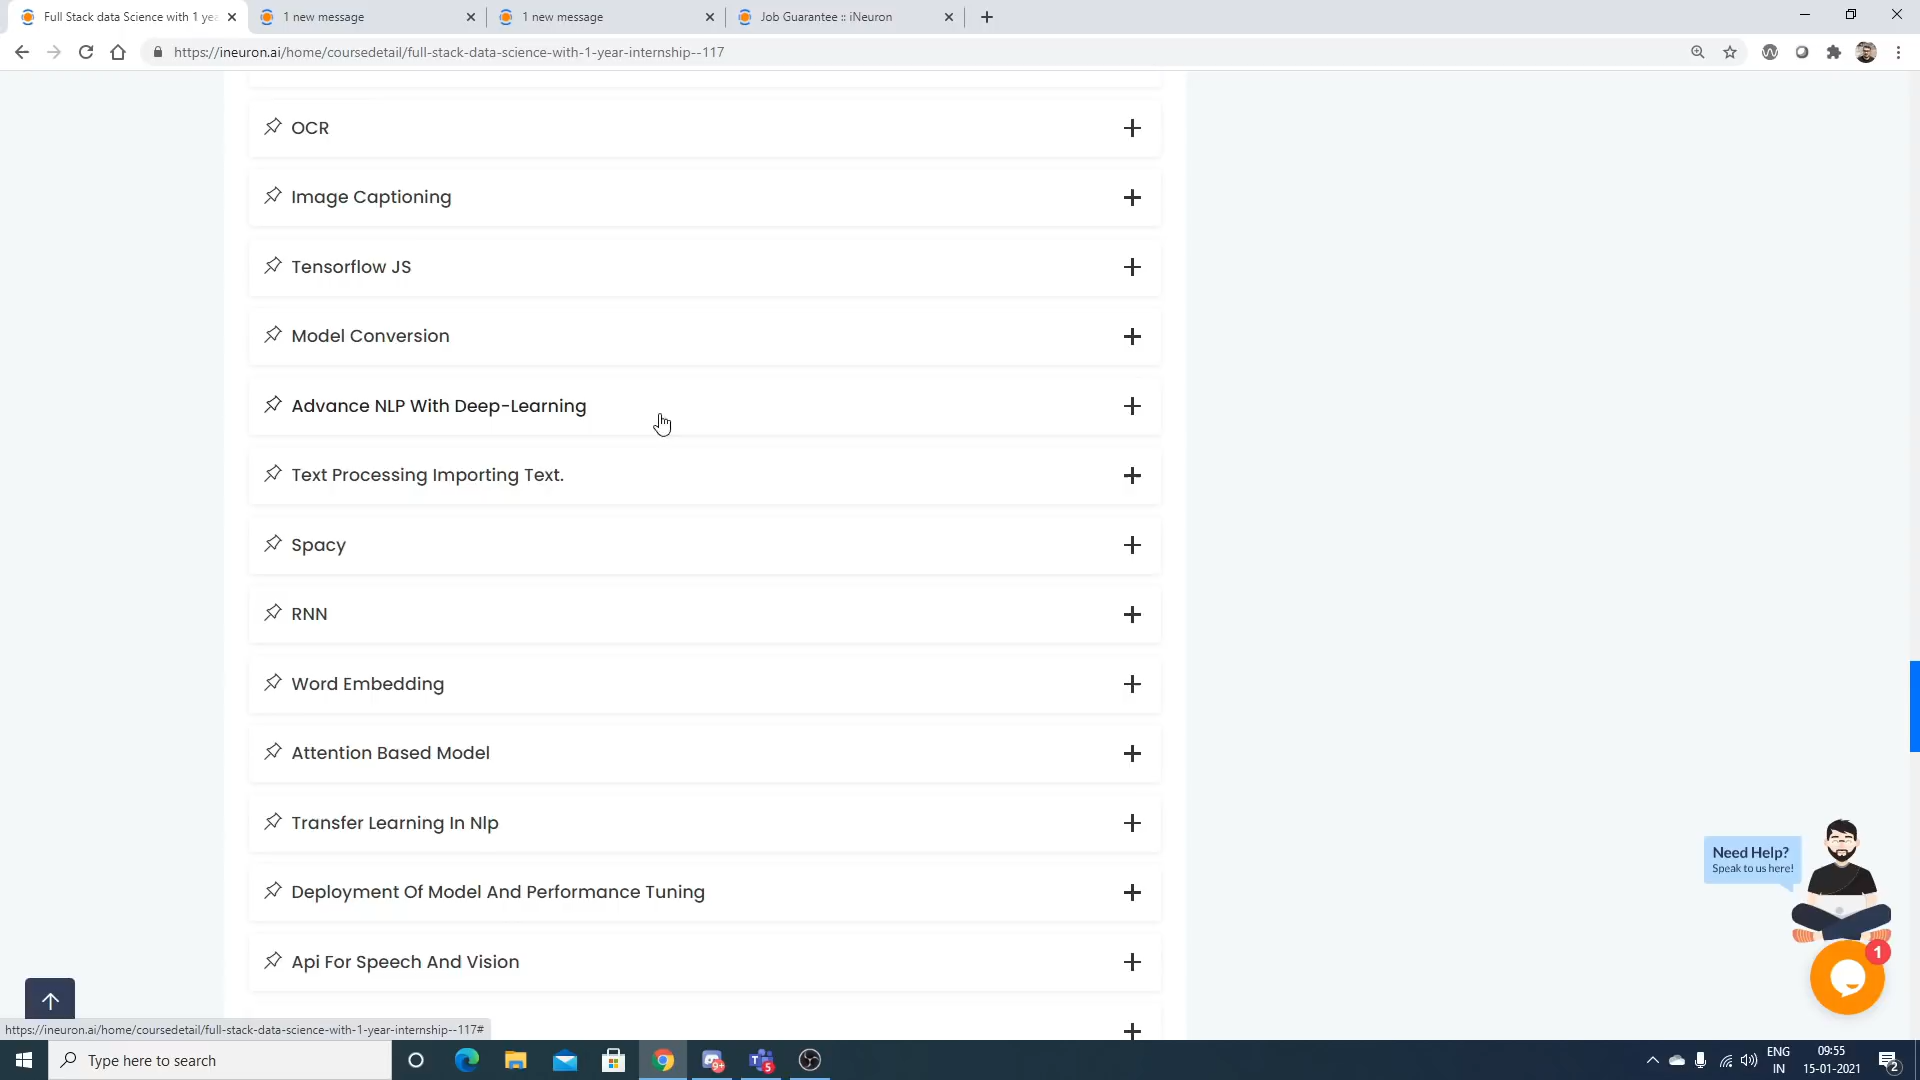 Full Stack data Science with 1 yea
1 new message
1 new message
Job Guarantee :: iNeuron
https://ineuron.ai/home/coursedetail/full-stack-data-science-with-1-year-internship--117
OCR
Image Captioning
Tensorflow JS
Model Conversion
Advance NLP With Deep-Learning
Text Processing Importing Text.
Spacy
RNN
Word Embedding
Attention Based Model
Transfer Learning In Nlp
Deployment Of Model And Performance Tuning
Api For Speech And Vision
Need Help?
Speak to us here!
1
https://ineuron.ai/home/coursedetail/full-stack-data-science-with-1-year-internship--117#
Type here to search
9+
5
ENG
IN
09:55
15-01-2021
2